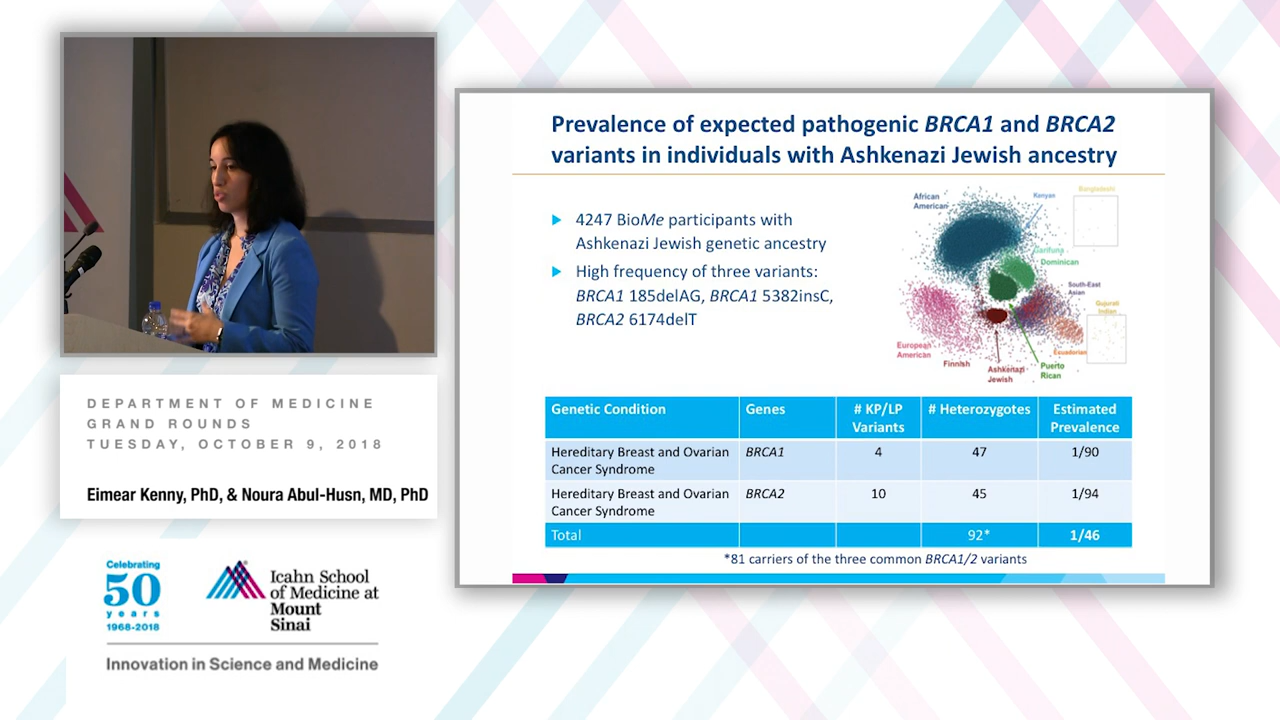 DEPARTMENT OF MEDICINE
GRAND ROUNDS
TUESDAY, OCTOBER 9, 2018
Eimear Kenny, PhD, & Noura Abul-Husn, MD, PhD
Celebrating
50
years
1968-2018
Icahn School
of Medicine at
Mount
Sinai
Innovation in Science and Medicine
Prevalence of expected pathogenic BRCA1 and BRCA2
variants in individuals with Ashkenazi Jewish ancestry
4247 BioMe participants with
Ashkenazi Jewish genetic ancestry
High frequency of three variants:
BRCA1 185delAG, BRCA1 5382insC,
BRCA2 6174delT
African
American
Kenyan
Bangladeshi
Garifuna
Dominican
South-East
Asian
Gujurati
Indian
European
American
Finnish
Ashkenazi
Jewish
Puerto
Rican
Ecuadorian
Genetic Condition Genes # KP/LP Variants # Heterozygotes Estimated Prevalence
Hereditary Breast and Ovarian Cancer Syndrome BRCA1 4 47 1/90
Hereditary Breast and Ovarian Cancer Syndrome BRCA2 10 45 1/94
Total 92* 1/46
*81 carriers of the three common BRCA1/2 variants